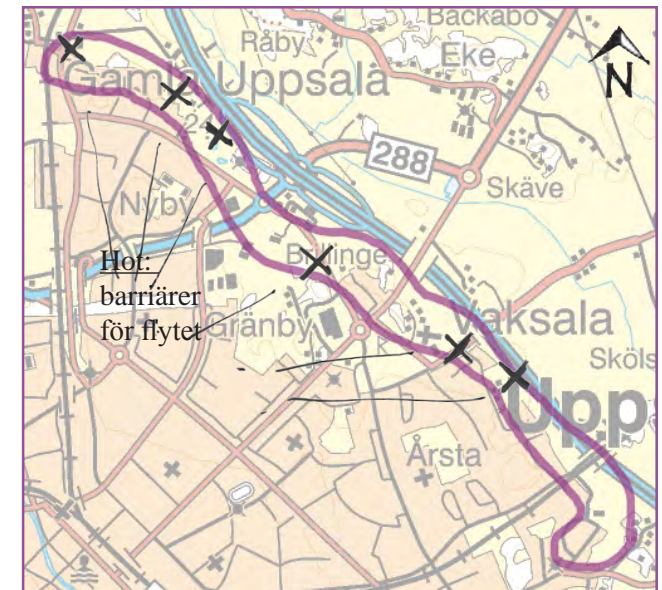 Backabo
Råby
Eke
N
Gamla Uppsala
288
Skäve
Nyby
Hot:
barriärer
för flytet
Gränby
Vaksala
Sköls
Upp
Årsta